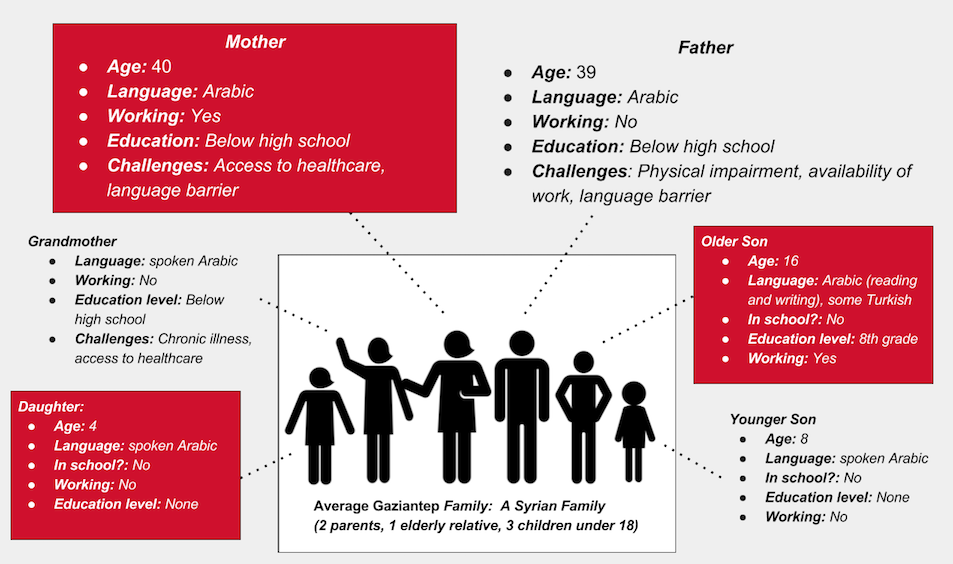 Mother
● Age: 40
● Language: Arabic
● Working: Yes
● Education: Below high school
● Challenges: Access to healthcare,
language barrier
Father
● Age: 39
● Language: Arabic
● Working: No
● Education: Below high school
● Challenges: Physical impairment, availability of
work, language barrier
Grandmother
● Language: spoken Arabic
● Working: No
● Education level: Below
high school
● Challenges: Chronic illness,
access to healthcare
Older Son
● Age: 16
● Language: Arabic (reading
and writing), some Turkish
● In school?: No
● Education level: 8th grade
● Working: Yes
Daughter:
● Age: 4
● Language: spoken Arabic
● In school?: No
● Working: No
● Education level: None
Younger Son
● Age: 8
● Language: spoken Arabic
● In school?: No
● Education level: None
● Working: No
Average Gaziantep Family: A Syrian Family
(2 parents, 1 elderly relative, 3 children under 18)